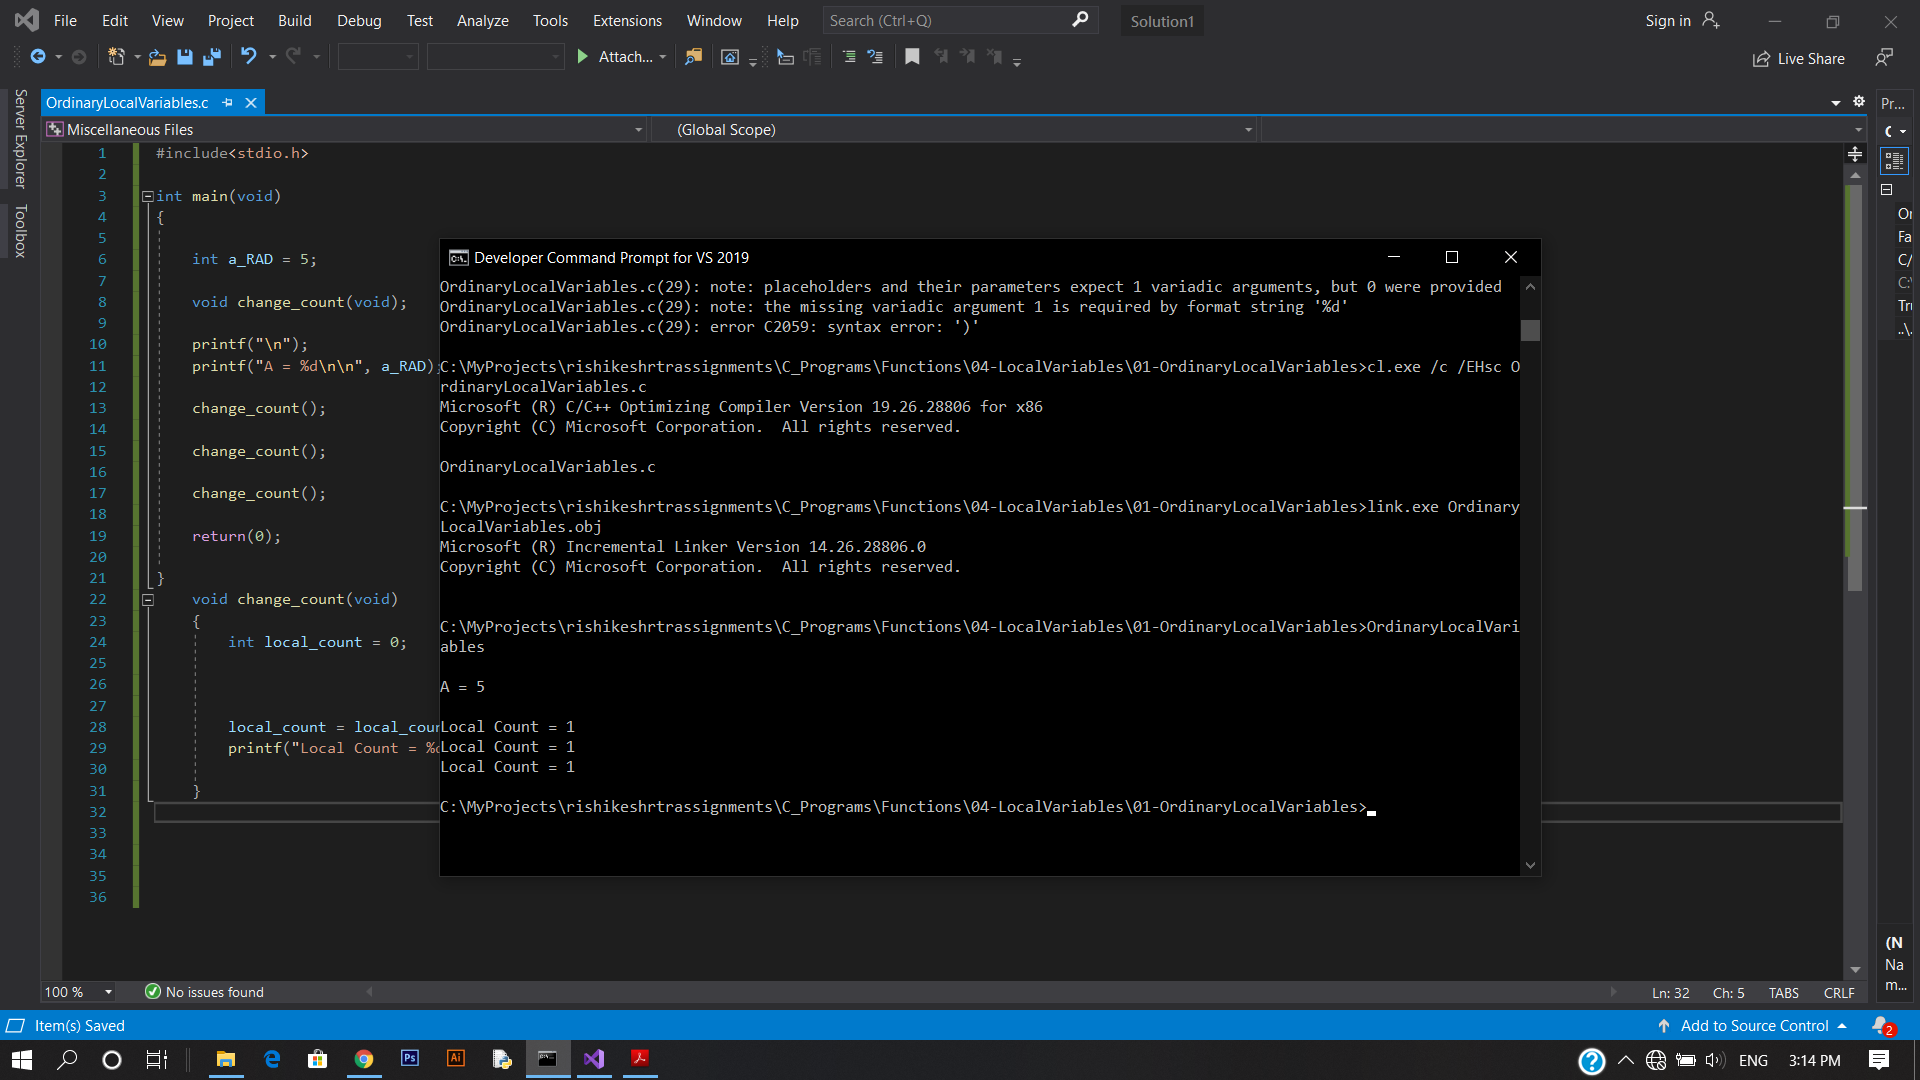 File Edit View Project Build Debug Test Analyze Tools Extensions Window Help Search (Ctrl+Q) Solution1 Sign in
Attach... Live Share
Server Explorer
Toolbox
OrdinaryLocalVariables.c
Pr...
Miscellaneous Files (Global Scope)
1 #include<stdio.h>
2
3 int main(void)
4 {
5
6 int a_RAD = 5;
7
8 void change_count(void);
9
10 printf("\n");
11 printf("A = %d\n\n", a_RAD)
12
13 change_count();
14
15 change_count();
16
17 change_count();
18
19 return(0);
20
21 }
22 void change_count(void)
23 {
24 int local_count = 0;
25
26
27
28 local_count = local_coun
29 printf("Local Count = %
30
31 }
32
33
34
35
36
Developer Command Prompt for VS 2019
OrdinaryLocalVariables.c(29): note: placeholders and their parameters expect 1 variadic arguments, but 0 were provided
OrdinaryLocalVariables.c(29): note: the missing variadic argument 1 is required by format string '%d'
OrdinaryLocalVariables.c(29): error C2059: syntax error: ')'
C:\MyProjects\rishikeshrtrassignments\C_Programs\Functions\04-LocalVariables\01-OrdinaryLocalVariables>cl.exe /c /EHsc O
rdinaryLocalVariables.c
Microsoft (R) C/C++ Optimizing Compiler Version 19.26.28806 for x86
Copyright (C) Microsoft Corporation.  All rights reserved.
OrdinaryLocalVariables.c
C:\MyProjects\rishikeshrtrassignments\C_Programs\Functions\04-LocalVariables\01-OrdinaryLocalVariables>link.exe Ordinary
LocalVariables.obj
Microsoft (R) Incremental Linker Version 14.26.28806.0
Copyright (C) Microsoft Corporation.  All rights reserved.
C:\MyProjects\rishikeshrtrassignments\C_Programs\Functions\04-LocalVariables\01-OrdinaryLocalVariables>OrdinaryLocalVari
ables
A = 5
Local Count = 1
Local Count = 1
Local Count = 1
C:\MyProjects\rishikeshrtrassignments\C_Programs\Functions\04-LocalVariables\01-OrdinaryLocalVariables>
Fa
C:
Tru
..\.
(N
Na
m...
100 % No issues found Ln: 32 Ch: 5 TABS CRLF
Item(s) Saved Add to Source Control 2
Ps Ai ENG 3:14 PM